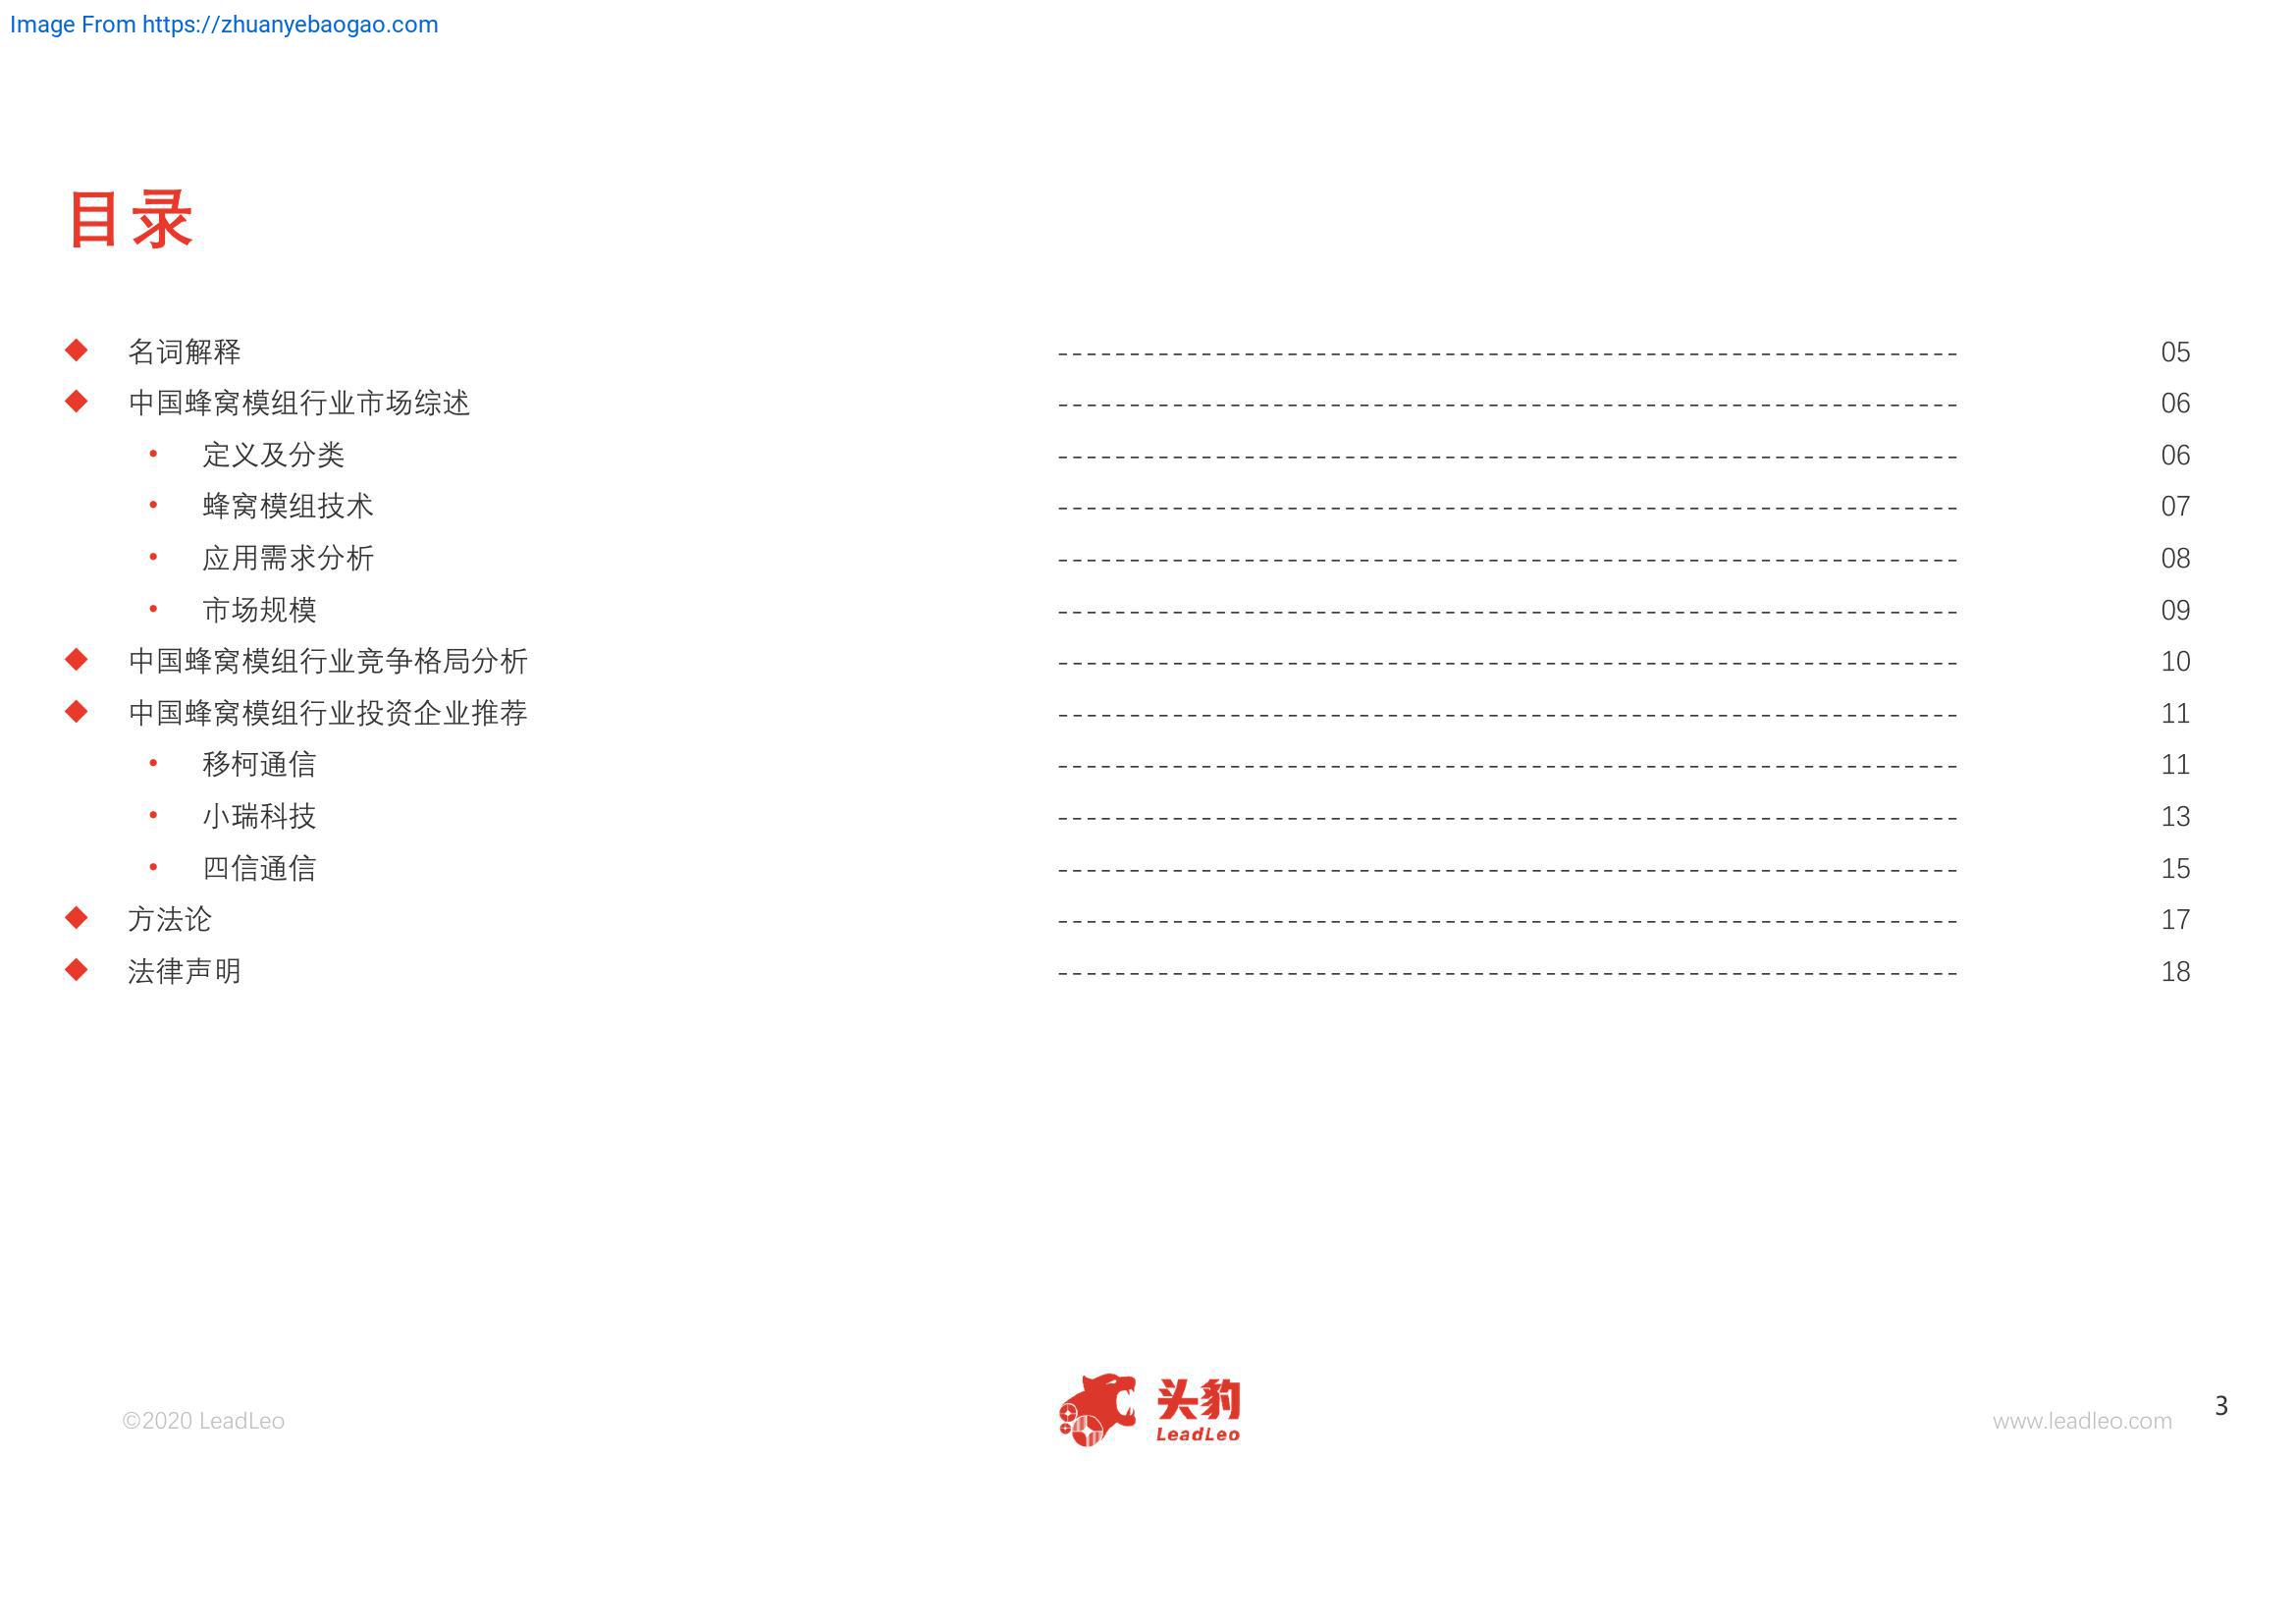 Image From https://zhuanyebaogao.com
目录
◆ 名词解释 ---------------------------------------------------------------- 05
◆ 中国蜂窝模组行业市场综述 ---------------------------------------------------------------- 06
• 定义及分类 ---------------------------------------------------------------- 06
• 蜂窝模组技术 ---------------------------------------------------------------- 07
• 应用需求分析 ---------------------------------------------------------------- 08
• 市场规模 ---------------------------------------------------------------- 09
◆ 中国蜂窝模组行业竞争格局分析 ---------------------------------------------------------------- 10
◆ 中国蜂窝模组行业投资企业推荐 ---------------------------------------------------------------- 11
• 移柯通信 ---------------------------------------------------------------- 11
• 小瑞科技 ---------------------------------------------------------------- 13
• 四信通信 ---------------------------------------------------------------- 15
◆ 方法论 ---------------------------------------------------------------- 17
◆ 法律声明 ---------------------------------------------------------------- 18
©2020 LeadLeo
头豹
LeadLeo
www.leadleo.com
3